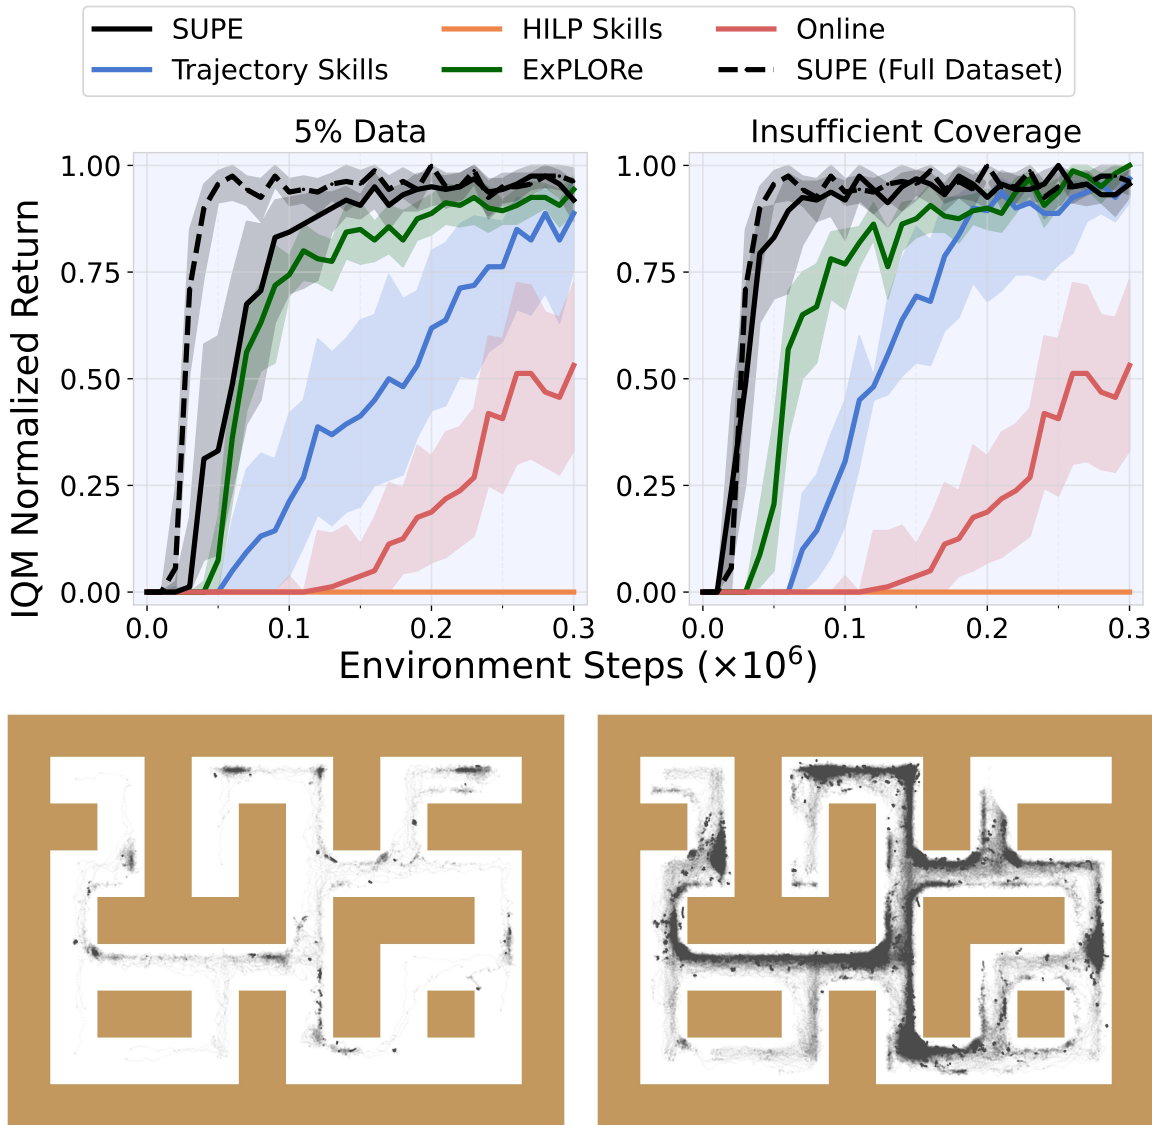 SUPE
HILP Skills
Online
Trajectory Skills
ExPLORe
SUPE (Full Dataset)
5% Data
Insufficient Coverage
IQM Normalized Return
1.00
0.75
0.50
0.25
0.00
0.0
0.1
0.2
0.3
1.00
0.75
0.50
0.25
0.00
0.0
0.1
0.2
0.3
Environment Steps (×10⁶)